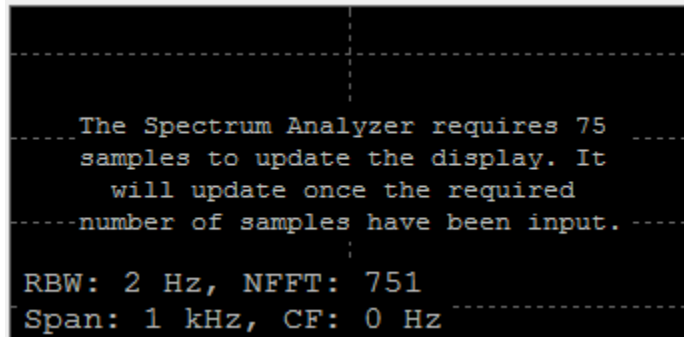 The Spectrum Analyzer requires 75
samples to update the display. It
will update once the required
number of samples have been input.
RBW: 2 Hz, NFFT: 751
Span: 1 kHz, CF: 0 Hz